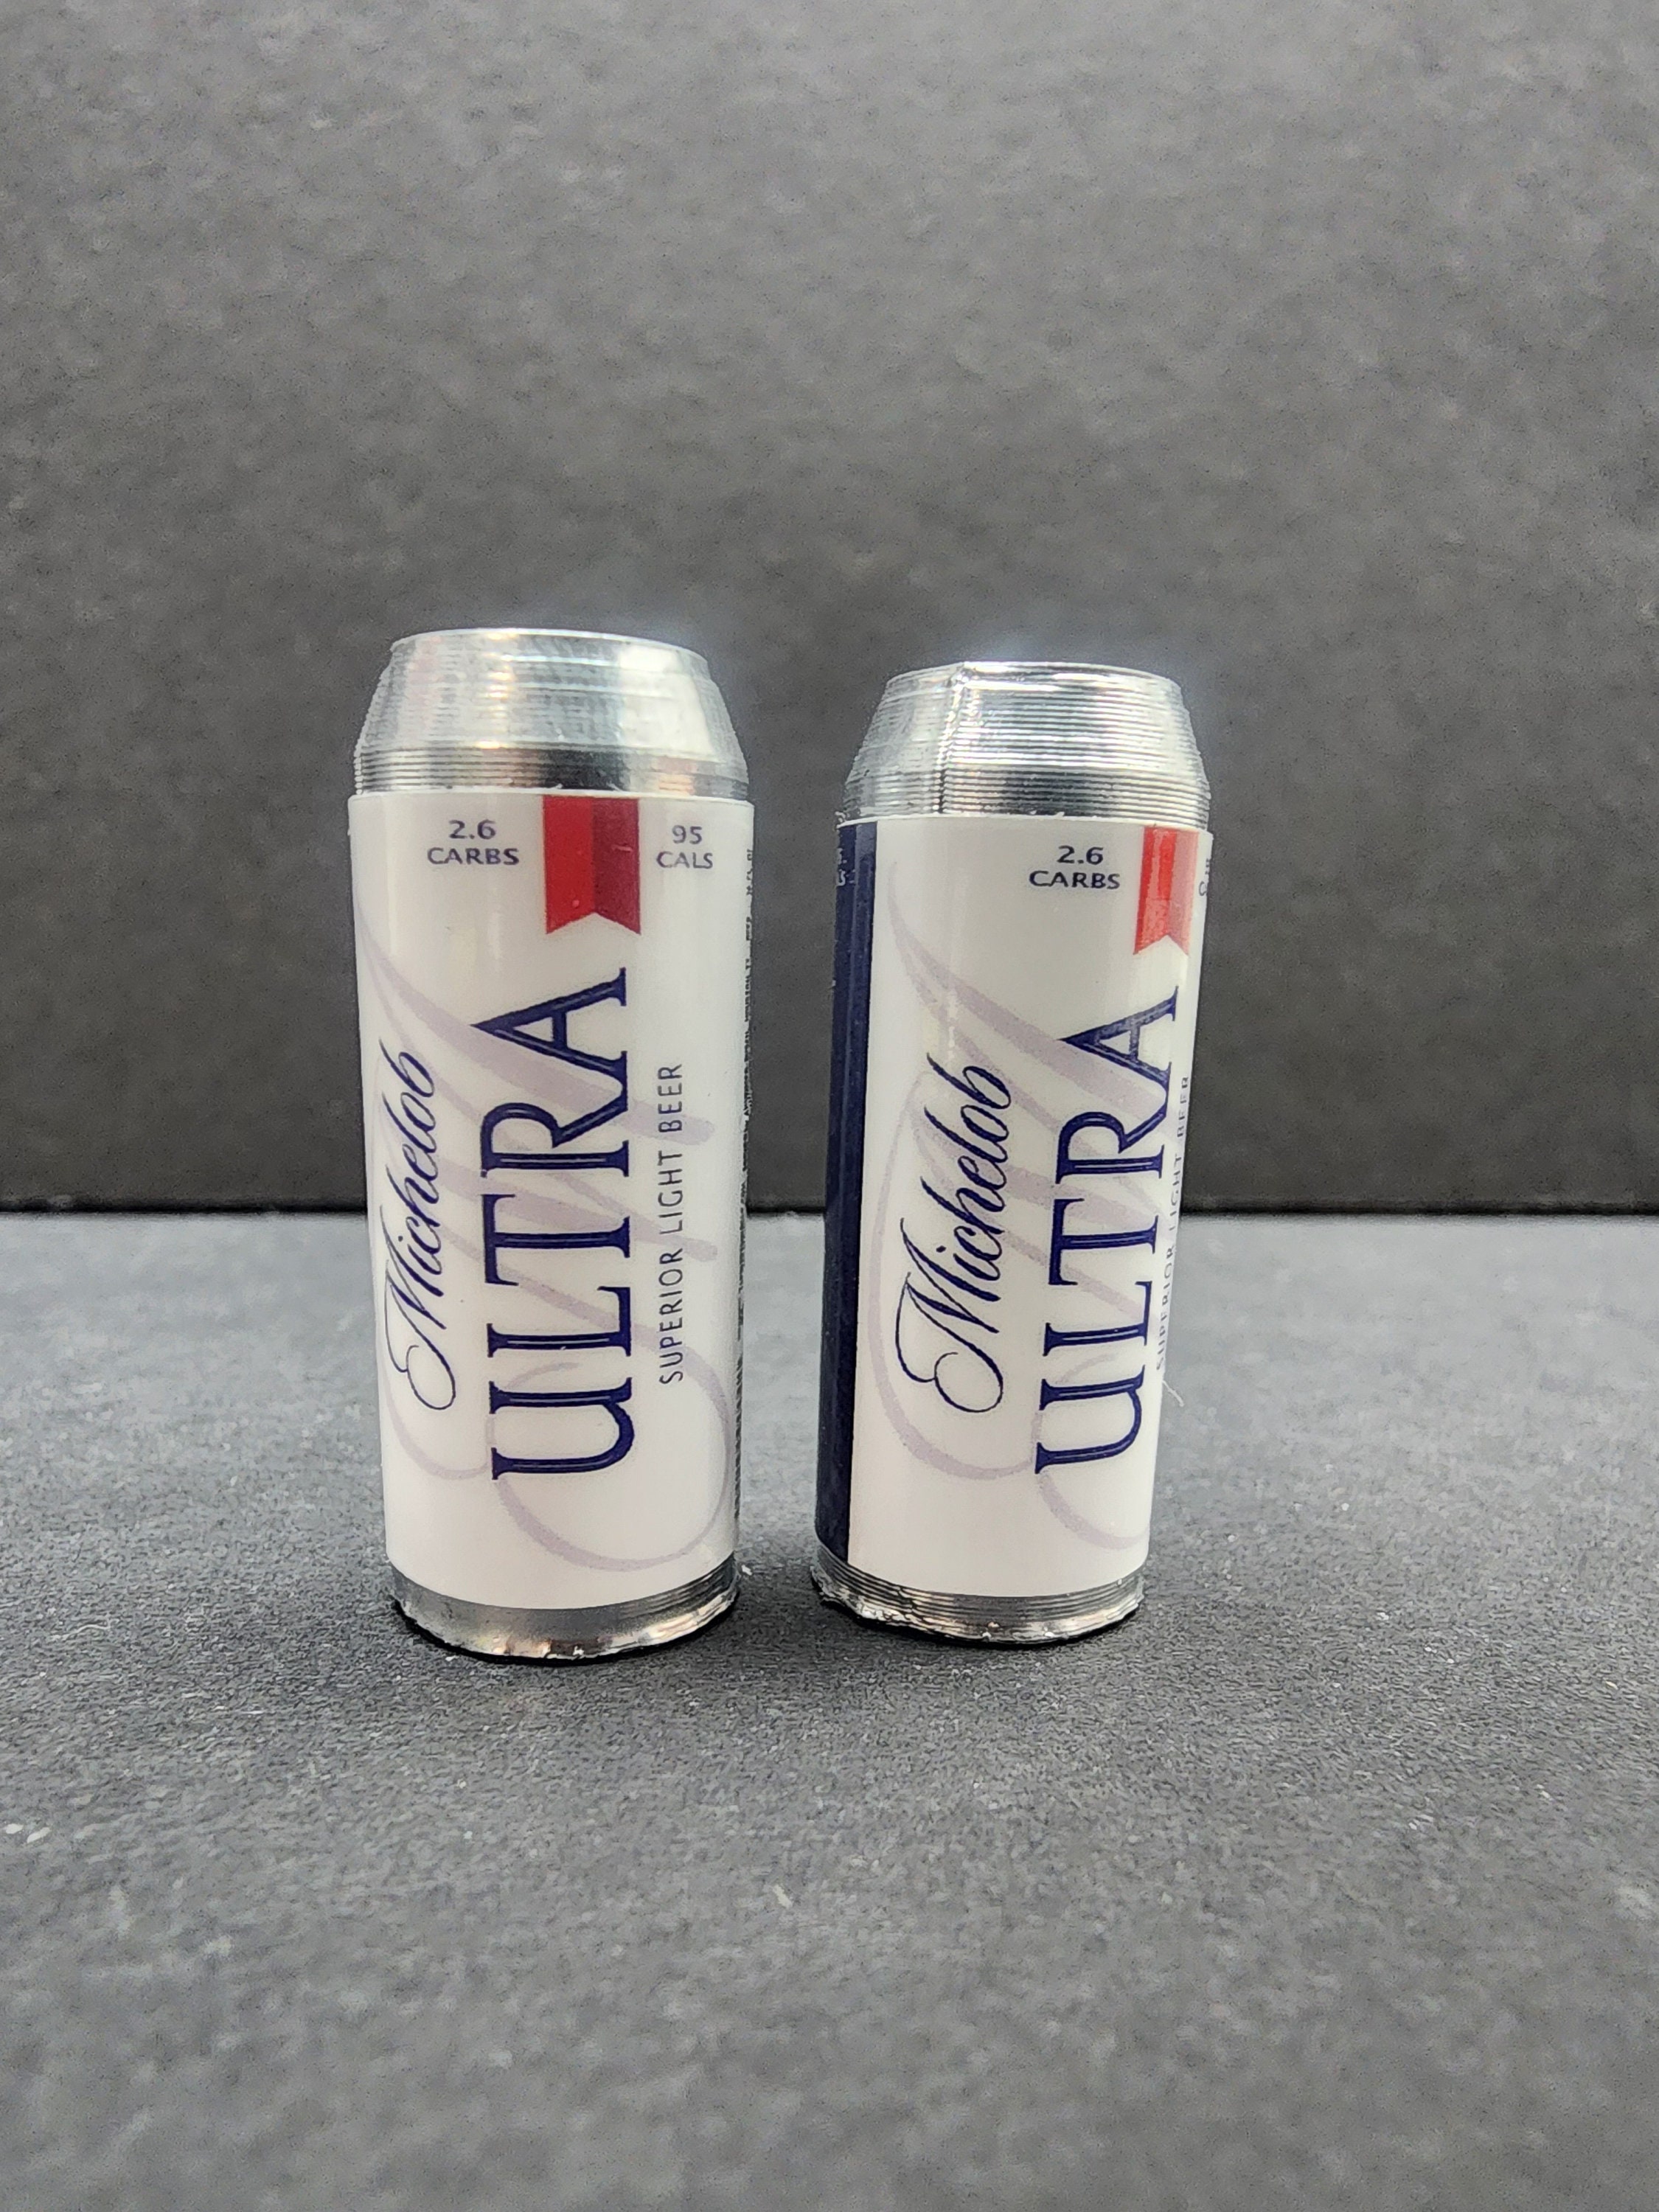 2.6
CARBS
95
CALS
Michelob
ULTRA
SUPERIOR LIGHT BEER
2.6
CARBS
Michelob
ULTRA
SUPERIOR LIGHT BEER